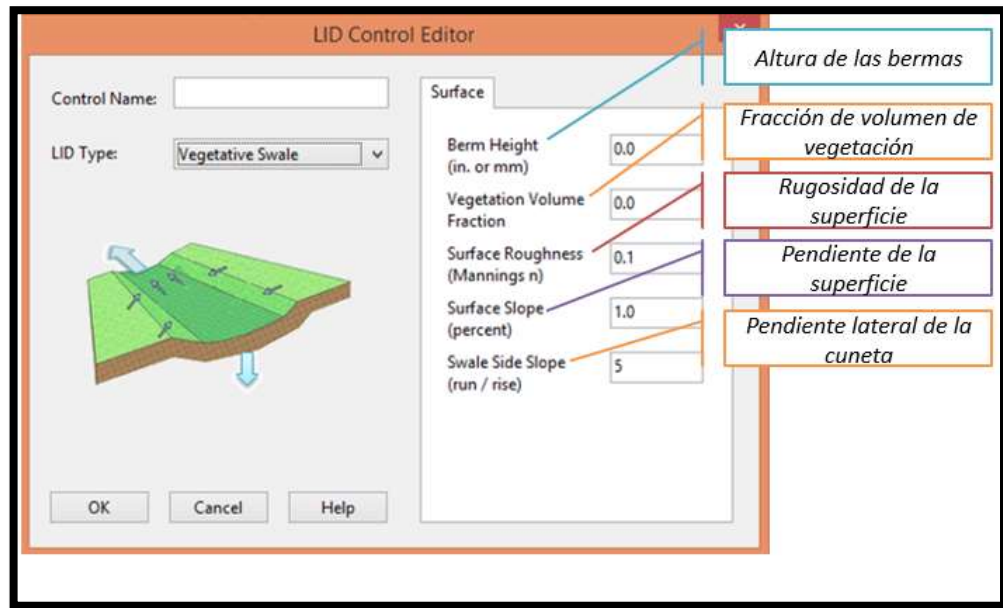 LID Control Editor
Control Name:
LID Type:
Vegetative Swale
OK
Cancel
Help
Surface
Berm Height
(in. or mm)
0.0
Vegetation Volume
Fraction
0.0
Surface Roughness
(Mannings n)
0.1
Surface Slope
(percent)
1.0
Swale Side Slope
(run / rise)
5
Altura de las bermas
Fracción de volumen de
vegetación
Rugosidad de la
superficie
Pendiente de la
superficie
Pendiente lateral de la
cuneta